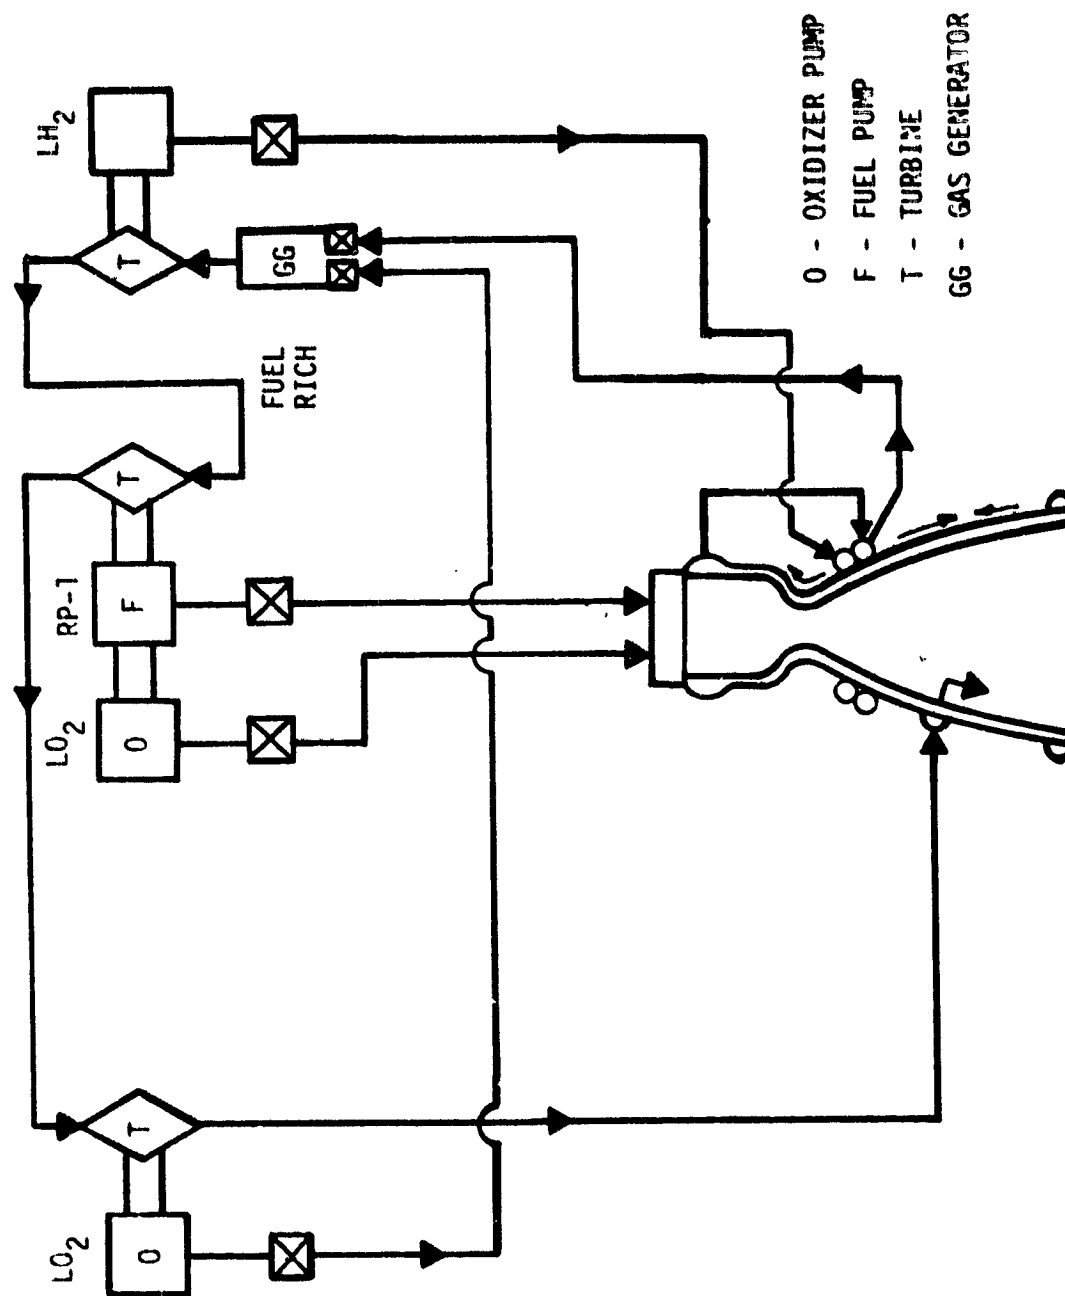 LO2
O
T
LO2
O
RP-1
F
T
FUEL
RICH
LH2
T
GG
O - OXIDIZER PUMP
F - FUEL PUMP
T - TURBINE
GG - GAS GENERATOR